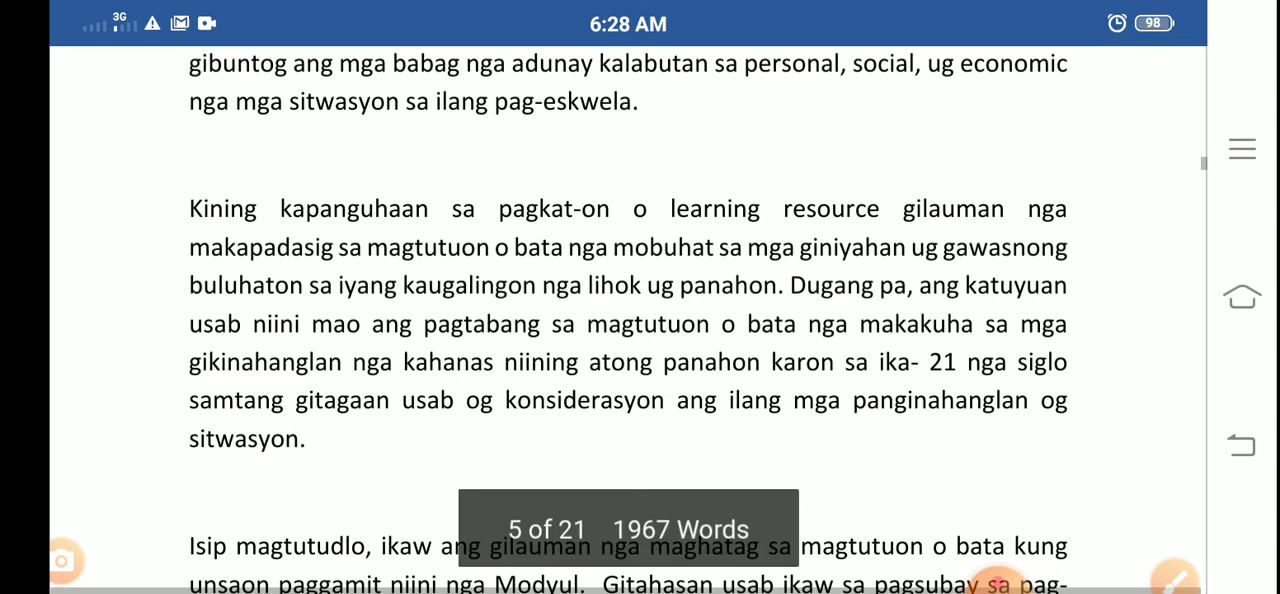 3G
6:28 AM
98
gibuntog ang mga babag nga adunay kalabutan sa personal, social, ug economic
nga mga sitwasyon sa ilang pag-eskwela.
Kining kapanguhaan sa pagkat-on o learning resource gilauman nga
makapadasig sa magtutuon o bata nga mobuhat sa mga giniyahan ug gawasnong
buluhaton sa iyang kaugalingon nga lihok ug panahon. Dugang pa, ang katuyuan
usab niini mao ang pagtabang sa magtutuon o bata nga makakuha sa mga
gikinahanglan nga kahanas niining atong panahon karon sa ika- 21 nga siglo
samtang gitagaan usab og konsiderasyon ang ilang mga panginahanglan og
sitwasyon.
5 of 21 1967 Words
Isip magtutudlo, ikaw ang gilauman nga maghatag sa magtutuon o bata kung
unsaon paggamit niini nga Modyul. Gitahasan usab ikaw sa pagsubay sa pag-